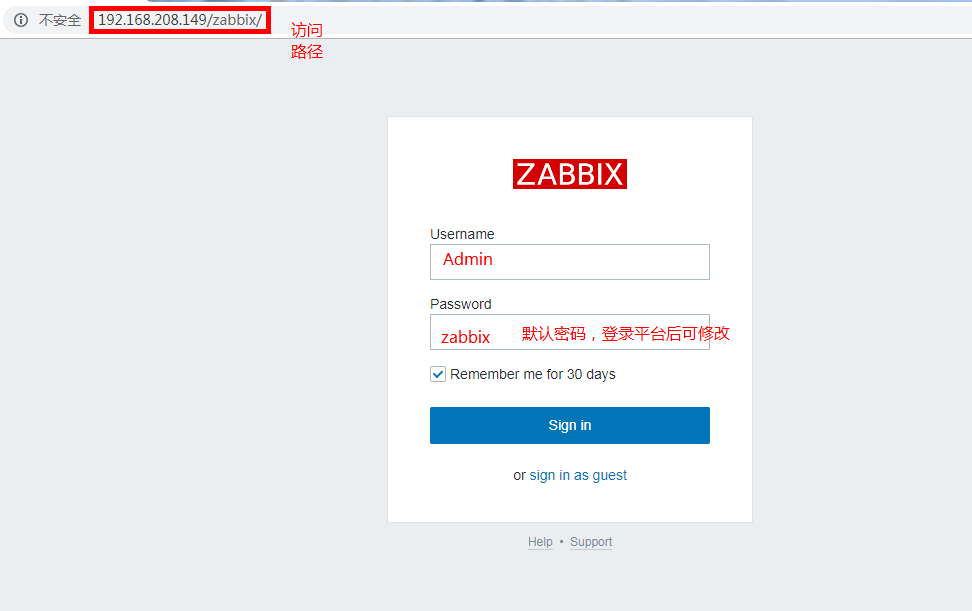 不安全 192.168.208.149/zabbix/
访问
路径
ZABBIX
Username
Admin
Password
zabbix 默认密码，登录平台后可修改
Remember me for 30 days
Sign in
or sign in as guest
Help • Support